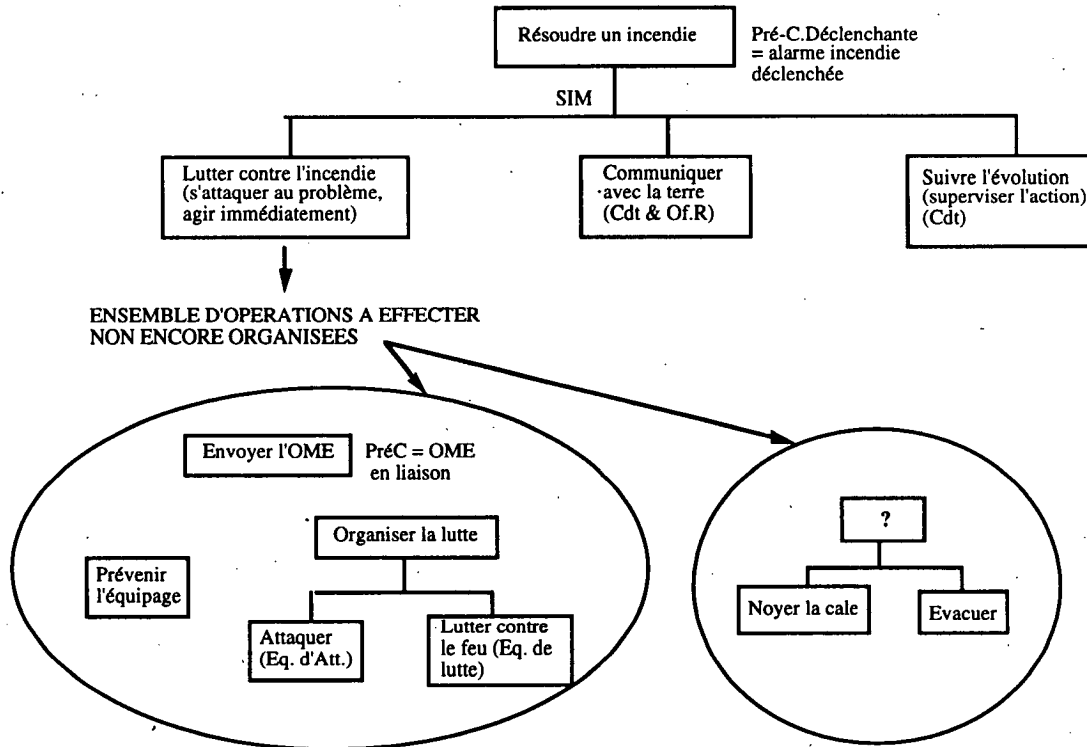 Résoudre un incendie
Pré-C.Déclenchante
= alarme incendie
déclenchée
SIM
Lutter contre l'incendie
(s'attaquer au problème,
agir immédiatement)
Communiquer
avec la terre
(Cdt & Of.R)
Suivre l'évolution
(superviser l'action)
(Cdt)
ENSEMBLE D'OPERATIONS A EFFECTER
NON ENCORE ORGANISEES
Envoyer l'OME
PréC = OME
en liaison
Organiser la lutte
Prévenir
l'équipage
Attaquer
(Eq. d'Att.)
Lutter contre
le feu (Eq. de
lutte)
?
Noyer la cale
Evacuer